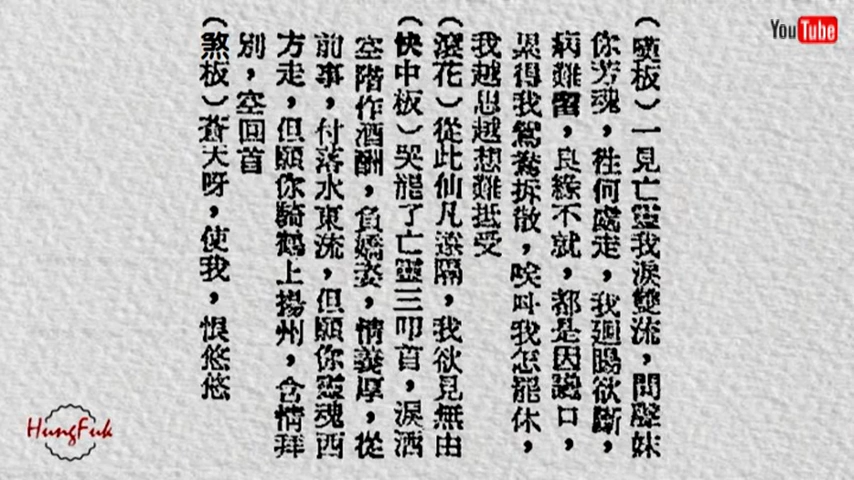 (嘆板)一見亡靈我淚雙流,問聲妹
你芳魂,徃何處走,我廻腸欲斷,
病難留,良緣不就,都是因讒口,
累得我鴛鴦拆散,唉叫我怎罷休,
我越思越想難抵受
(滾花)從此仙凡遼隔,我欲見無由
(快中板)哭罷了亡靈三叩首,淚洒
空階作酒酬,負嬌姿,情義厚,從
前事,付落水東流,但願你靈魂西
方走,但願你騎鶴上揚州,含情拜
別,空回首
(煞板)蒼天呀,使我,恨悠悠
YouTube
HungFuk